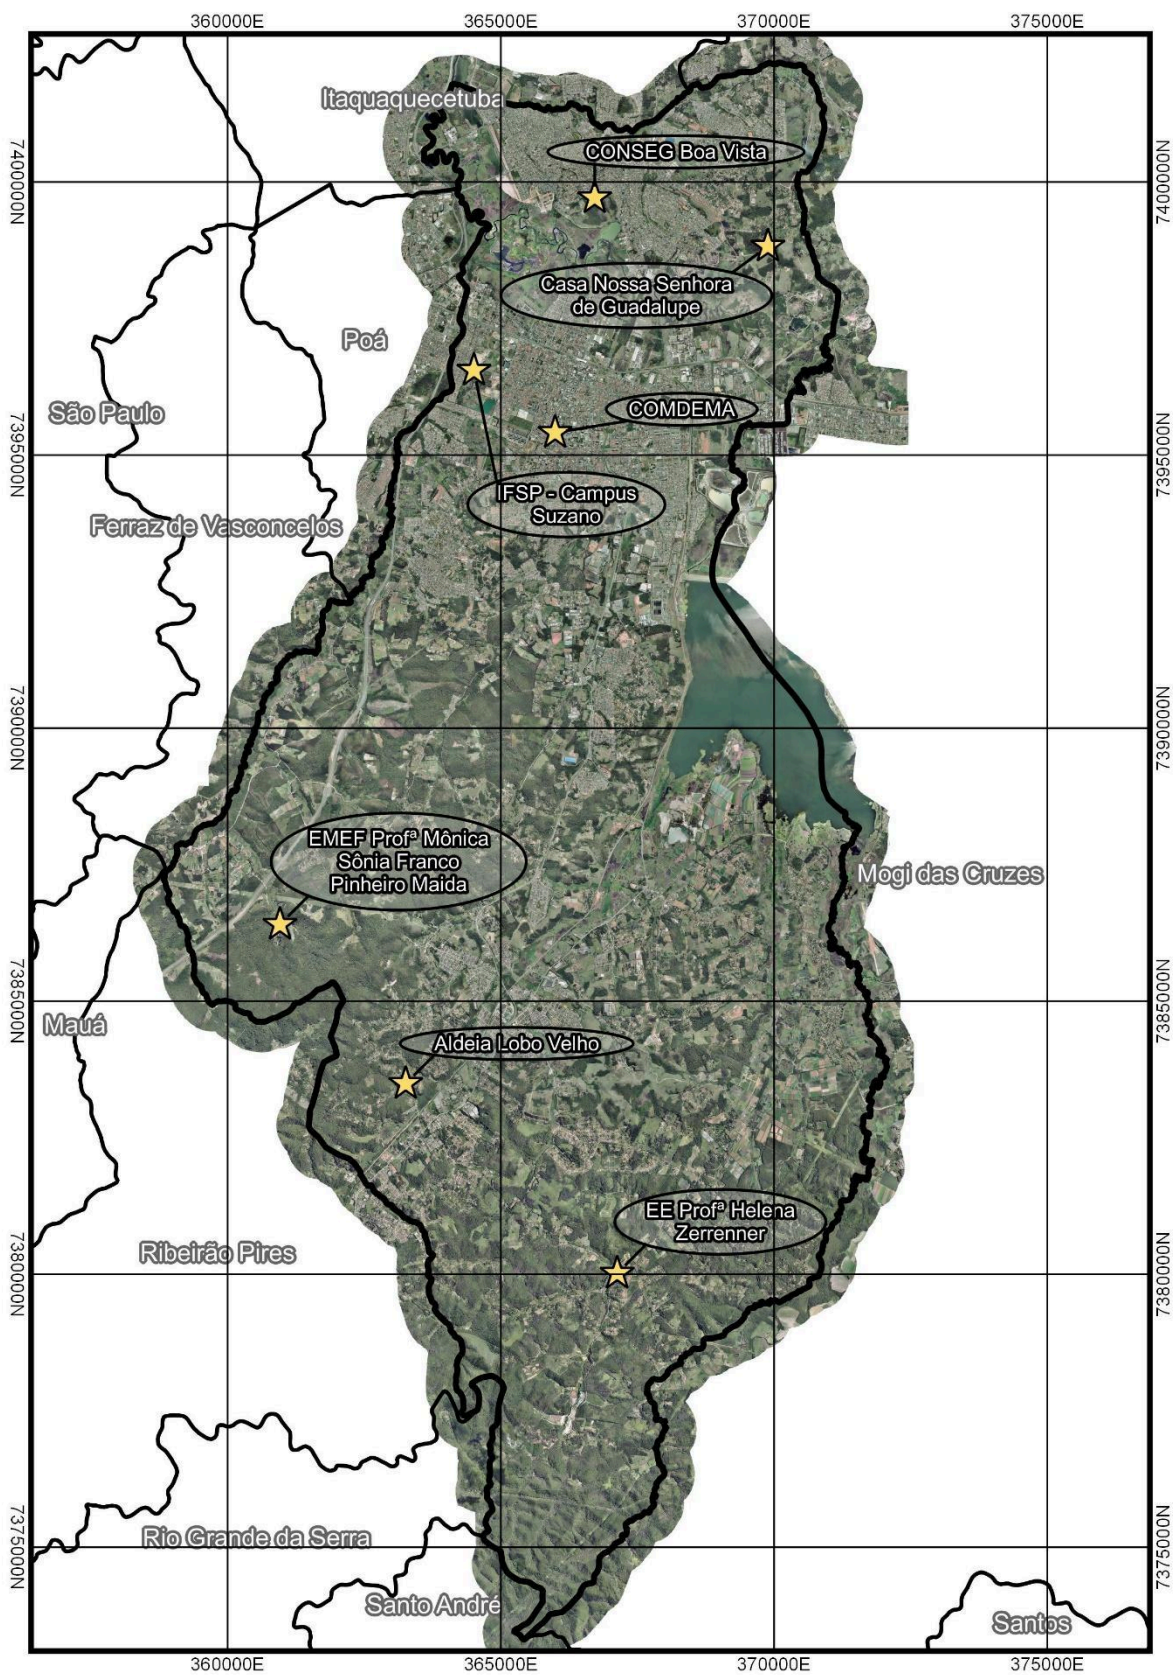 360000E
365000E
370000E
375000E
Itaquaquecetuba
CONSEG Boa Vista
7400000N
7400000N
Casa Nossa Senhora
de Guadalupe
Poá
São Paulo
COMDEMA
7395000N
7395000N
IFSP - Campus
Suzano
Ferraz de Vasconcelos
7390000N
7390000N
EMEF Profª Mônica
Sônia Franco
Pinheiro Maida
Mogi das Cruzes
7385000N
7385000N
Mauá
Aldeia Lobo Velho
EE Profª Helena
Zerrenner
Ribeirão Pires
7380000N
7380000N
Rio Grande da Serra
7375000N
7375000N
Santo André
Santos
360000E
365000E
370000E
375000E